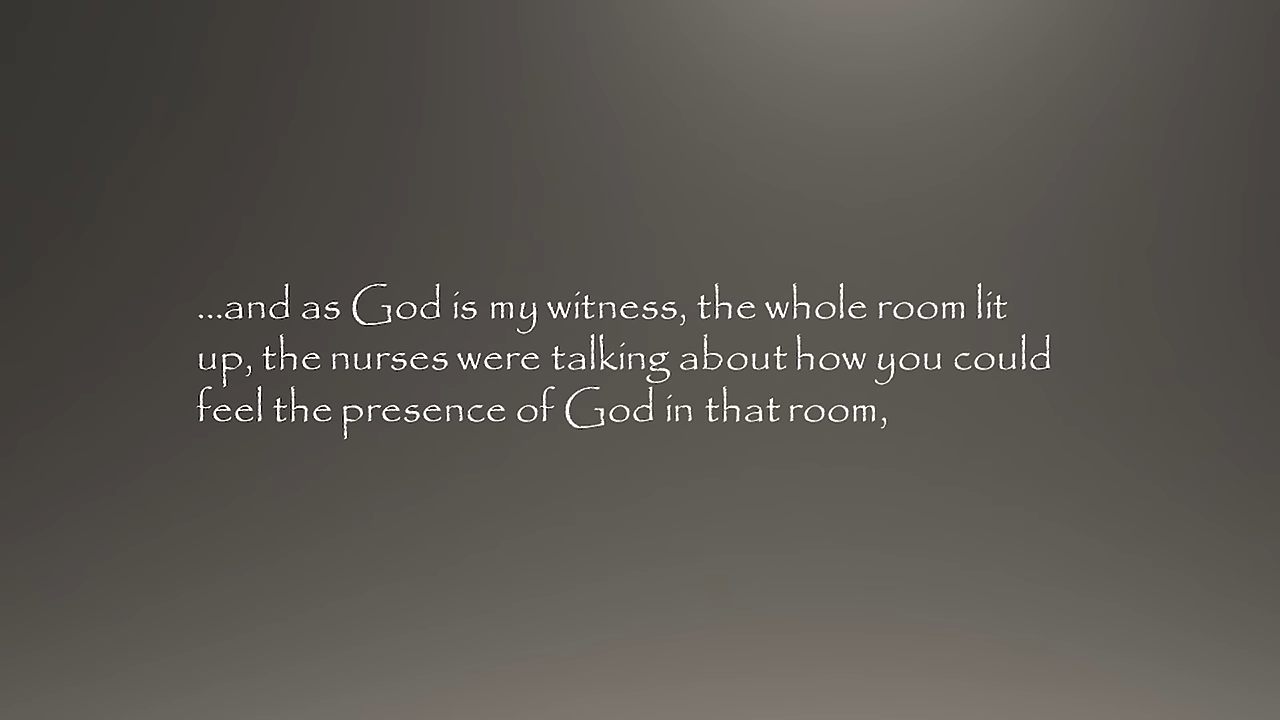 ...and as God is my witness, the whole room lit
up, the nurses were talking about how you could
feel the presence of God in that room,